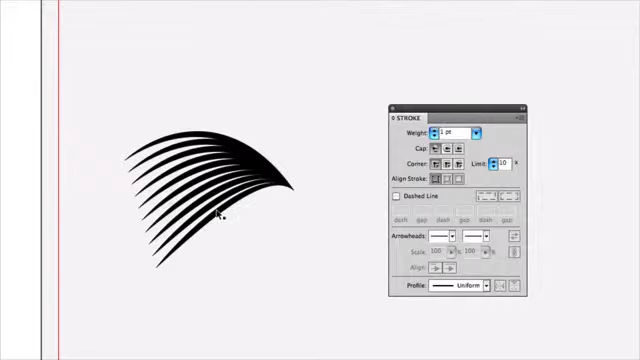 STROKE
Weight: 1 pt
Cap:
Corner: Limit: 10 x
Align Stroke:
Dashed Line
dash gap dash gap dash gap
Arrowheads:
Scale: 100 % 100 %
Align:
Profile: Uniform